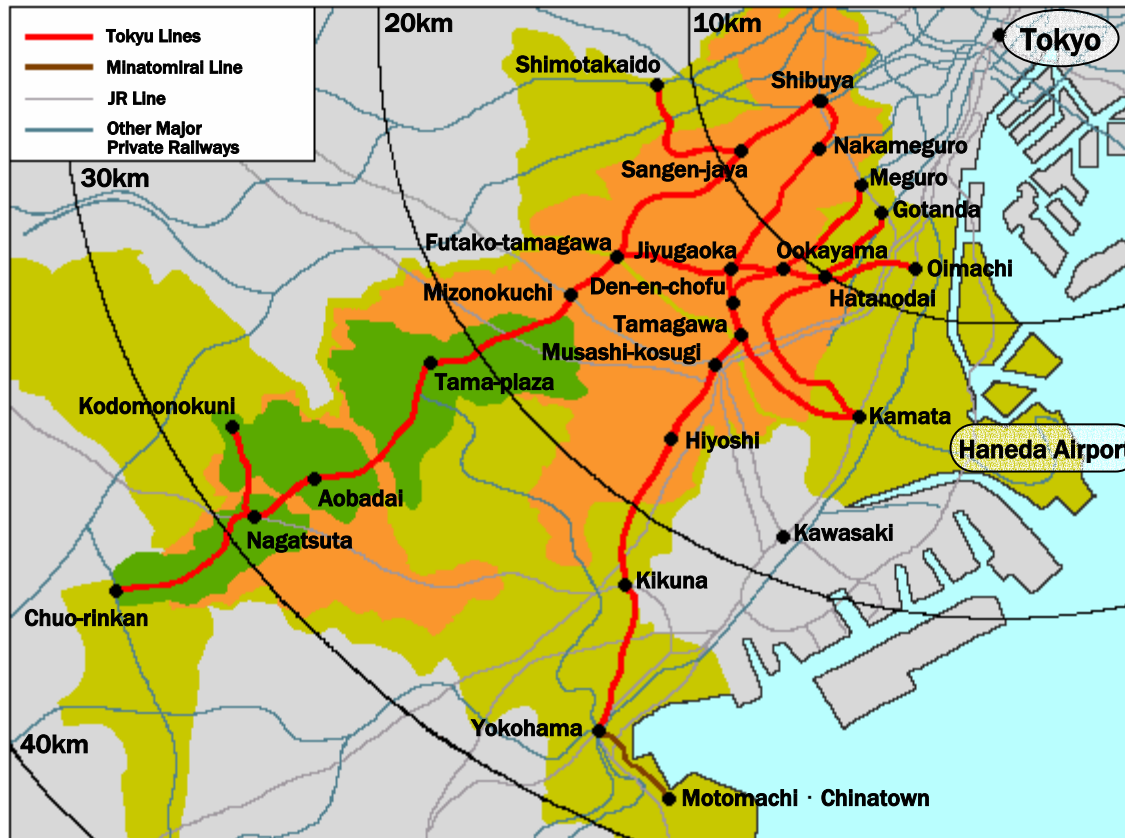 Tokyu Lines
Minatomirai Line
JR Line
Other Major
Private Railways
20km
10km
Tokyo
Shimotakaido
Shibuya
Nakameguro
Sangen-jaya
30km
Meguro
Gotanda
Futako-tamagawa
Jiyugaoka
Ookayama
Oimachi
Mizonokuchi
Den-en-chofu
Hatanodai
Tamagawa
Musashi-kosugi
Tama-plaza
Kodomonokuni
Kamata
Hiyoshi
Haneda Airport
Aobadai
Nagatsuta
Kawasaki
Kikuna
Chuo-rinkan
Yokohama
40km
Motomachi · Chinatown